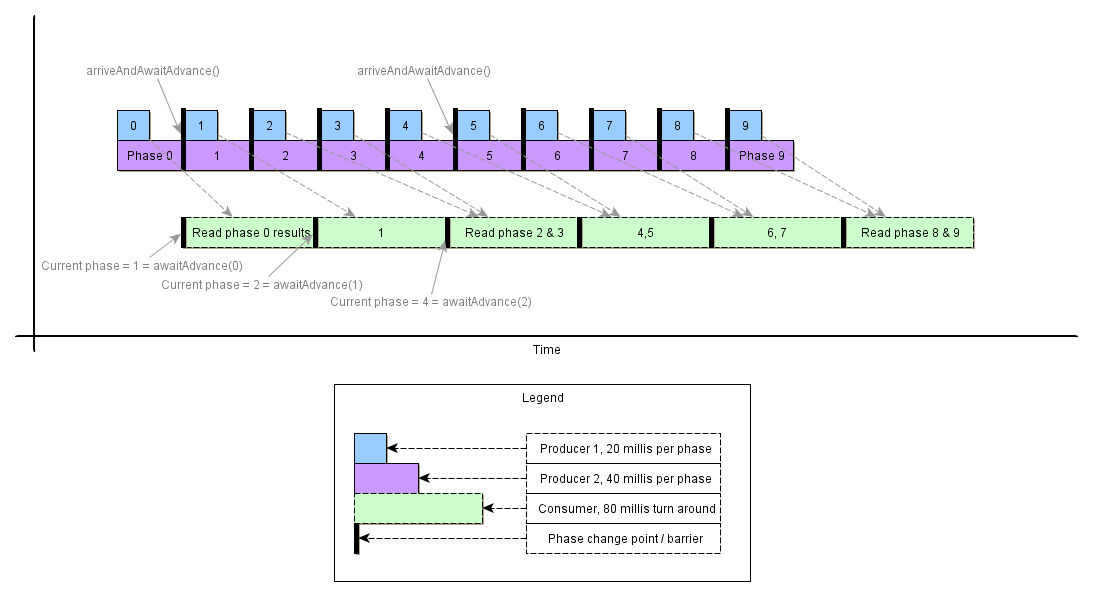 arriveAndAwaitAdvance() arriveAndAwaitAdvance()
0 1 2 3 4 5 6 7 8 9
Phase 0 1 2 3 4 5 6 7 8 Phase 9
Read phase 0 results 1 Read phase 2 & 3 4,5 6, 7 Read phase 8 & 9
Current phase = 1 = awaitAdvance(0)
Current phase = 2 = awaitAdvance(1)
Current phase = 4 = awaitAdvance(2)
Time
Legend
Producer 1, 20 millis per phase
Producer 2, 40 millis per phase
Consumer, 80 millis turn around
Phase change point / barrier